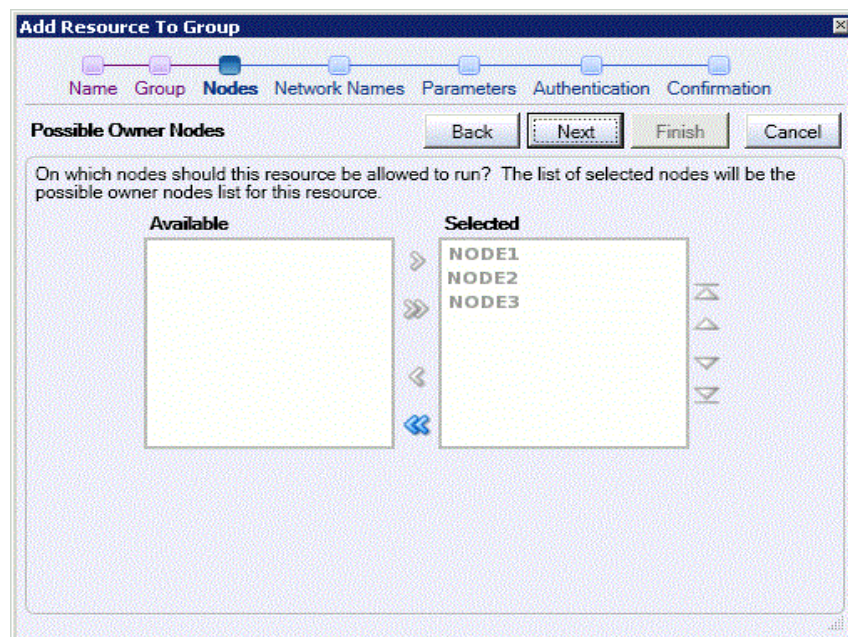 Add Resource To Group
Name Group Nodes Network Names Parameters Authentication Confirmation
Possible Owner Nodes Back Next Finish Cancel
On which nodes should this resource be allowed to run? The list of selected nodes will be the
possible owner nodes list for this resource.
Available Selected
NODE1
NODE2
NODE3